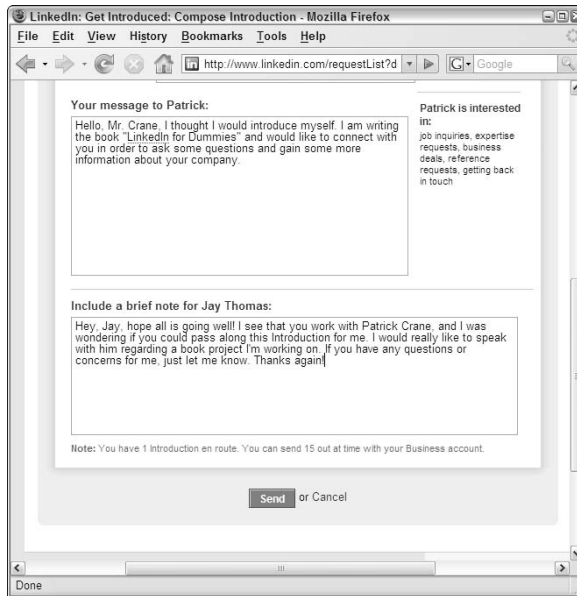 LinkedIn: Get Introduced: Compose Introduction - Mozilla Firefox
File Edit View History Bookmarks Tools Help
http://www.linkedin.com/requestList?d
G Google
Your message to Patrick:
Hello, Mr. Crane, I thought I would introduce myself. I am writing
the book "LinkedIn for Dummies" and would like to connect with
you in order to ask some questions and gain some more
information about your company.
Patrick is interested
in:
job inquiries, expertise
requests, business
deals, reference
requests, getting back
in touch
Include a brief note for Jay Thomas:
Hey, Jay, hope all is going well! I see that you work with Patrick Crane, and I was
wondering if you could pass along this Introduction for me. I would really like to speak
with him regarding a book project I'm working on. If you have any questions or
concerns for me, just let me know. Thanks again!
Note: You have 1 Introduction en route. You can send 15 out at time with your Business account.
Send or Cancel
Done